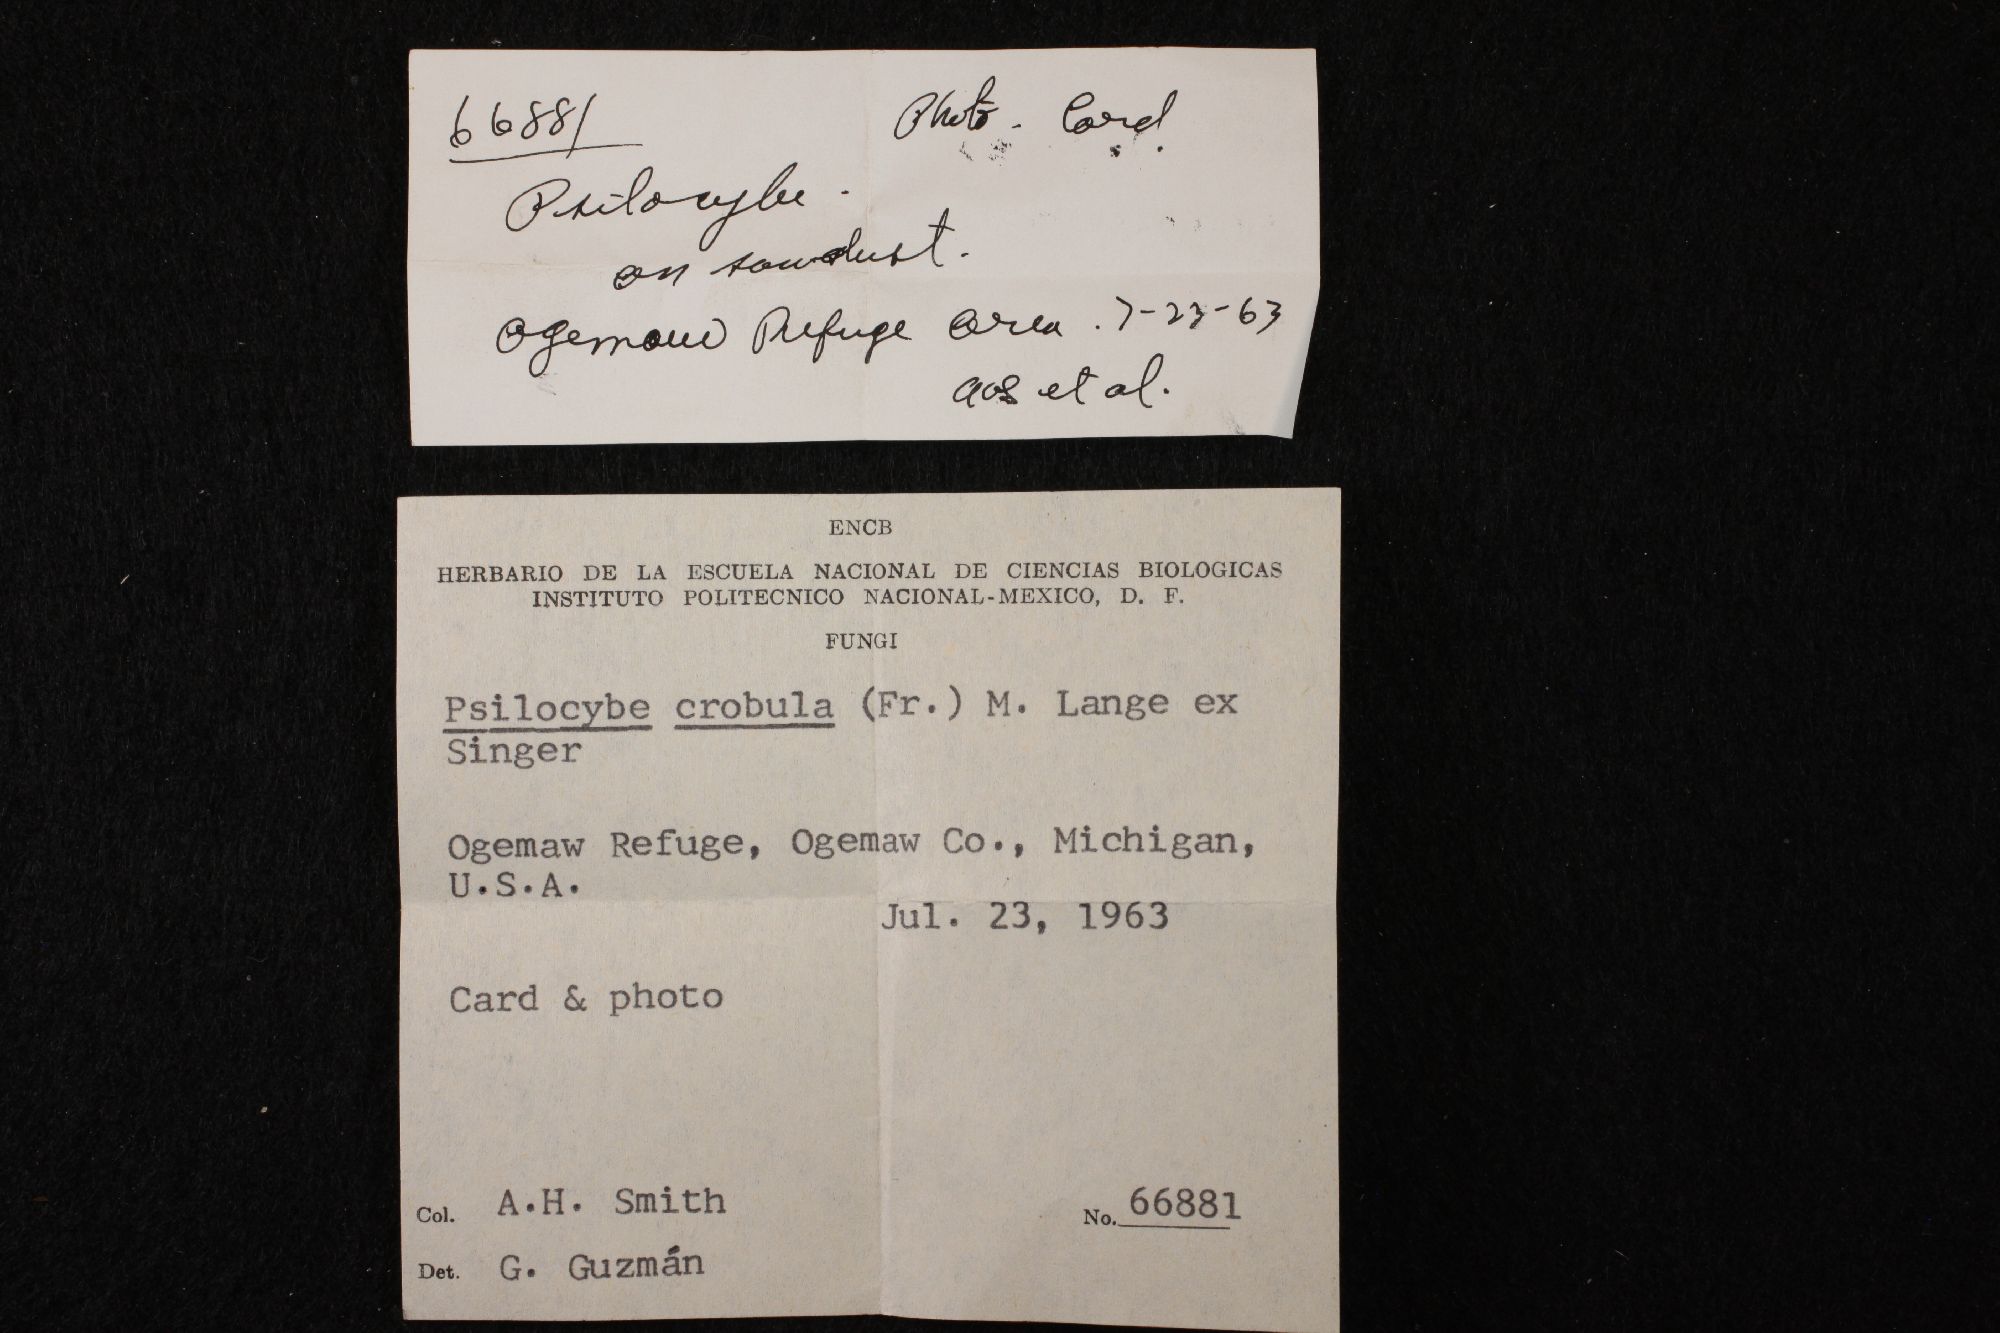 66881 Photo - Card
Psilocybe.
on sawdust.
Ogemaw Refuge area. 7-23-63
et al.
ENCB
HERBARIO DE LA ESCUELA NACIONAL DE CIENCIAS BIOLOGICAS
INSTITUTO POLITECNICO NACIONAL-MEXICO, D. F.
FUNGI
Psilocybe crobula (Fr.) M. Lange ex
Singer
Ogemaw Refuge, Ogemaw Co., Michigan,
U.S.A.
Jul. 23, 1963
Card & photo
Col. A.H. Smith No. 66881
Det. G. Guzmán